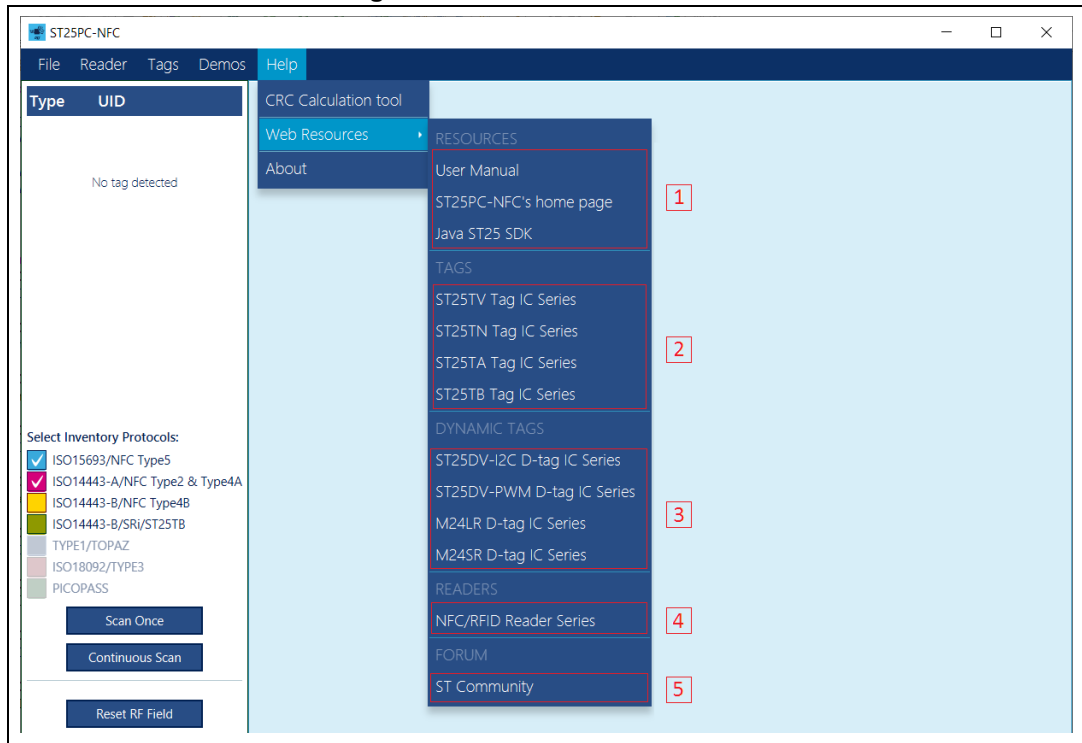 ST25PC-NFC
File Reader Tags Demos Help
Type UID
No tag detected
CRC Calculation tool
Web Resources
About
RESOURCES
User Manual
ST25PC-NFC's home page
Java ST25 SDK
1
TAGS
ST25TV Tag IC Series
ST25TN Tag IC Series
ST25TA Tag IC Series
ST25TB Tag IC Series
2
DYNAMIC TAGS
ST25DV-I2C D-tag IC Series
ST25DV-PWM D-tag IC Series
M24LR D-tag IC Series
M24SR D-tag IC Series
3
READERS
NFC/RFID Reader Series
4
FORUM
ST Community
5
Select Inventory Protocols:
ISO15693/NFC Type5
ISO14443-A/NFC Type2 & Type4A
ISO14443-B/NFC Type4B
ISO14443-B/SRi/ST25TB
TYPE1/TOPAZ
ISO18092/TYPE3
PICOPASS
Scan Once
Continuous Scan
Reset RF Field